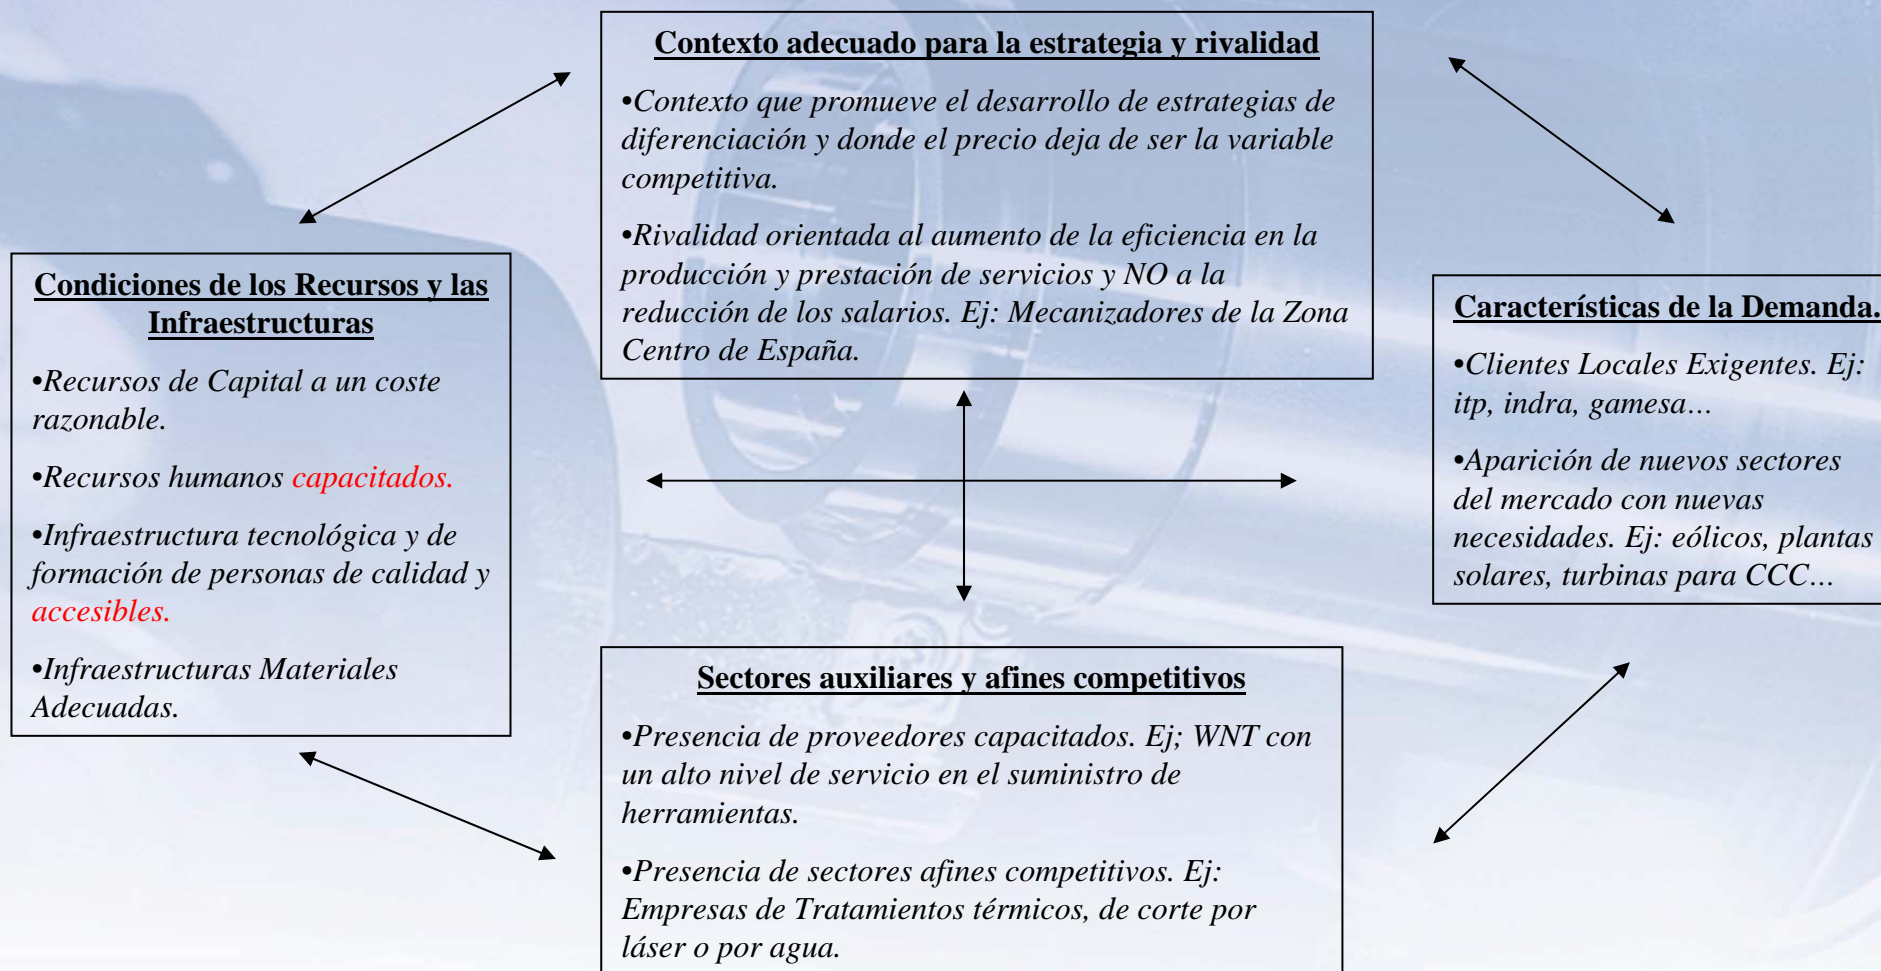 Contexto adecuado para la estrategia y rivalidad
•Contexto que promueve el desarrollo de estrategias de
diferenciación y donde el precio deja de ser la variable
competitiva.
•Rivalidad orientada al aumento de la eficiencia en la
producción y prestación de servicios y NO a la
reducción de los salarios. Ej: Mecanizadores de la Zona
Centro de España.
Condiciones de los Recursos y las
Infraestructuras
•Recursos de Capital a un coste
razonable.
•Recursos humanos capacitados.
•Infraestructura tecnológica y de
formación de personas de calidad y
accesibles.
•Infraestructuras Materiales
Adecuadas.
Características de la Demanda.
•Clientes Locales Exigentes. Ej:
itp, indra, gamesa…
•Aparición de nuevos sectores
del mercado con nuevas
necesidades. Ej: eólicos, plantas
solares, turbinas para CCC…
Sectores auxiliares y afines competitivos
•Presencia de proveedores capacitados. Ej; WNT con
un alto nivel de servicio en el suministro de
herramientas.
•Presencia de sectores afines competitivos. Ej:
Empresas de Tratamientos térmicos, de corte por
láser o por agua.